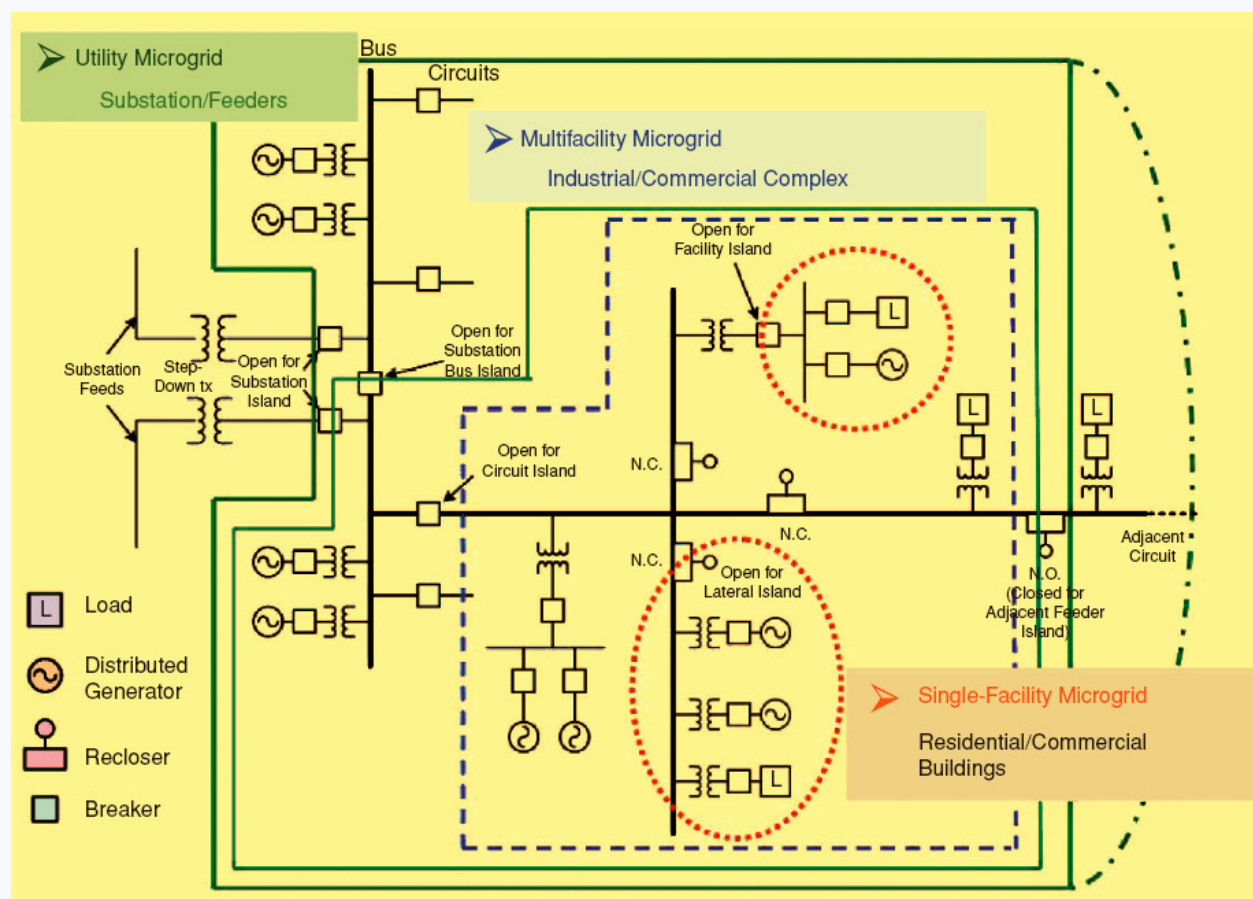 Utility Microgrid
Substation/Feeders
Bus
Circuits
Multifacility Microgrid
Industrial/Commercial Complex
Open for
Facility Island
L
Open for
Substation
Bus Island
Substation
Feeds
Step-
Down tx
Open for
Substation
Island
L
L
Open for
Circuit Island
N.C.
N.C.
Adjacent
Circuit
N.C.
Open for
Lateral Island
N.O.
(Closed for
Adjacent Feeder
Island)
L
Load
Distributed
Generator
Recloser
Breaker
L
Single-Facility Microgrid
Residential/Commercial
Buildings